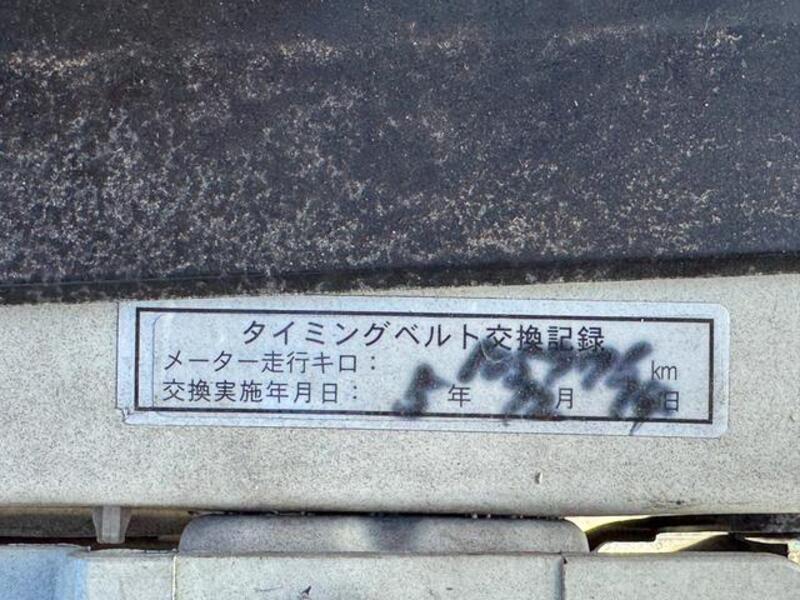 タイミングベルト交換記録
メーター走行キロ： km
交換実施年月日： 5 年 月 日